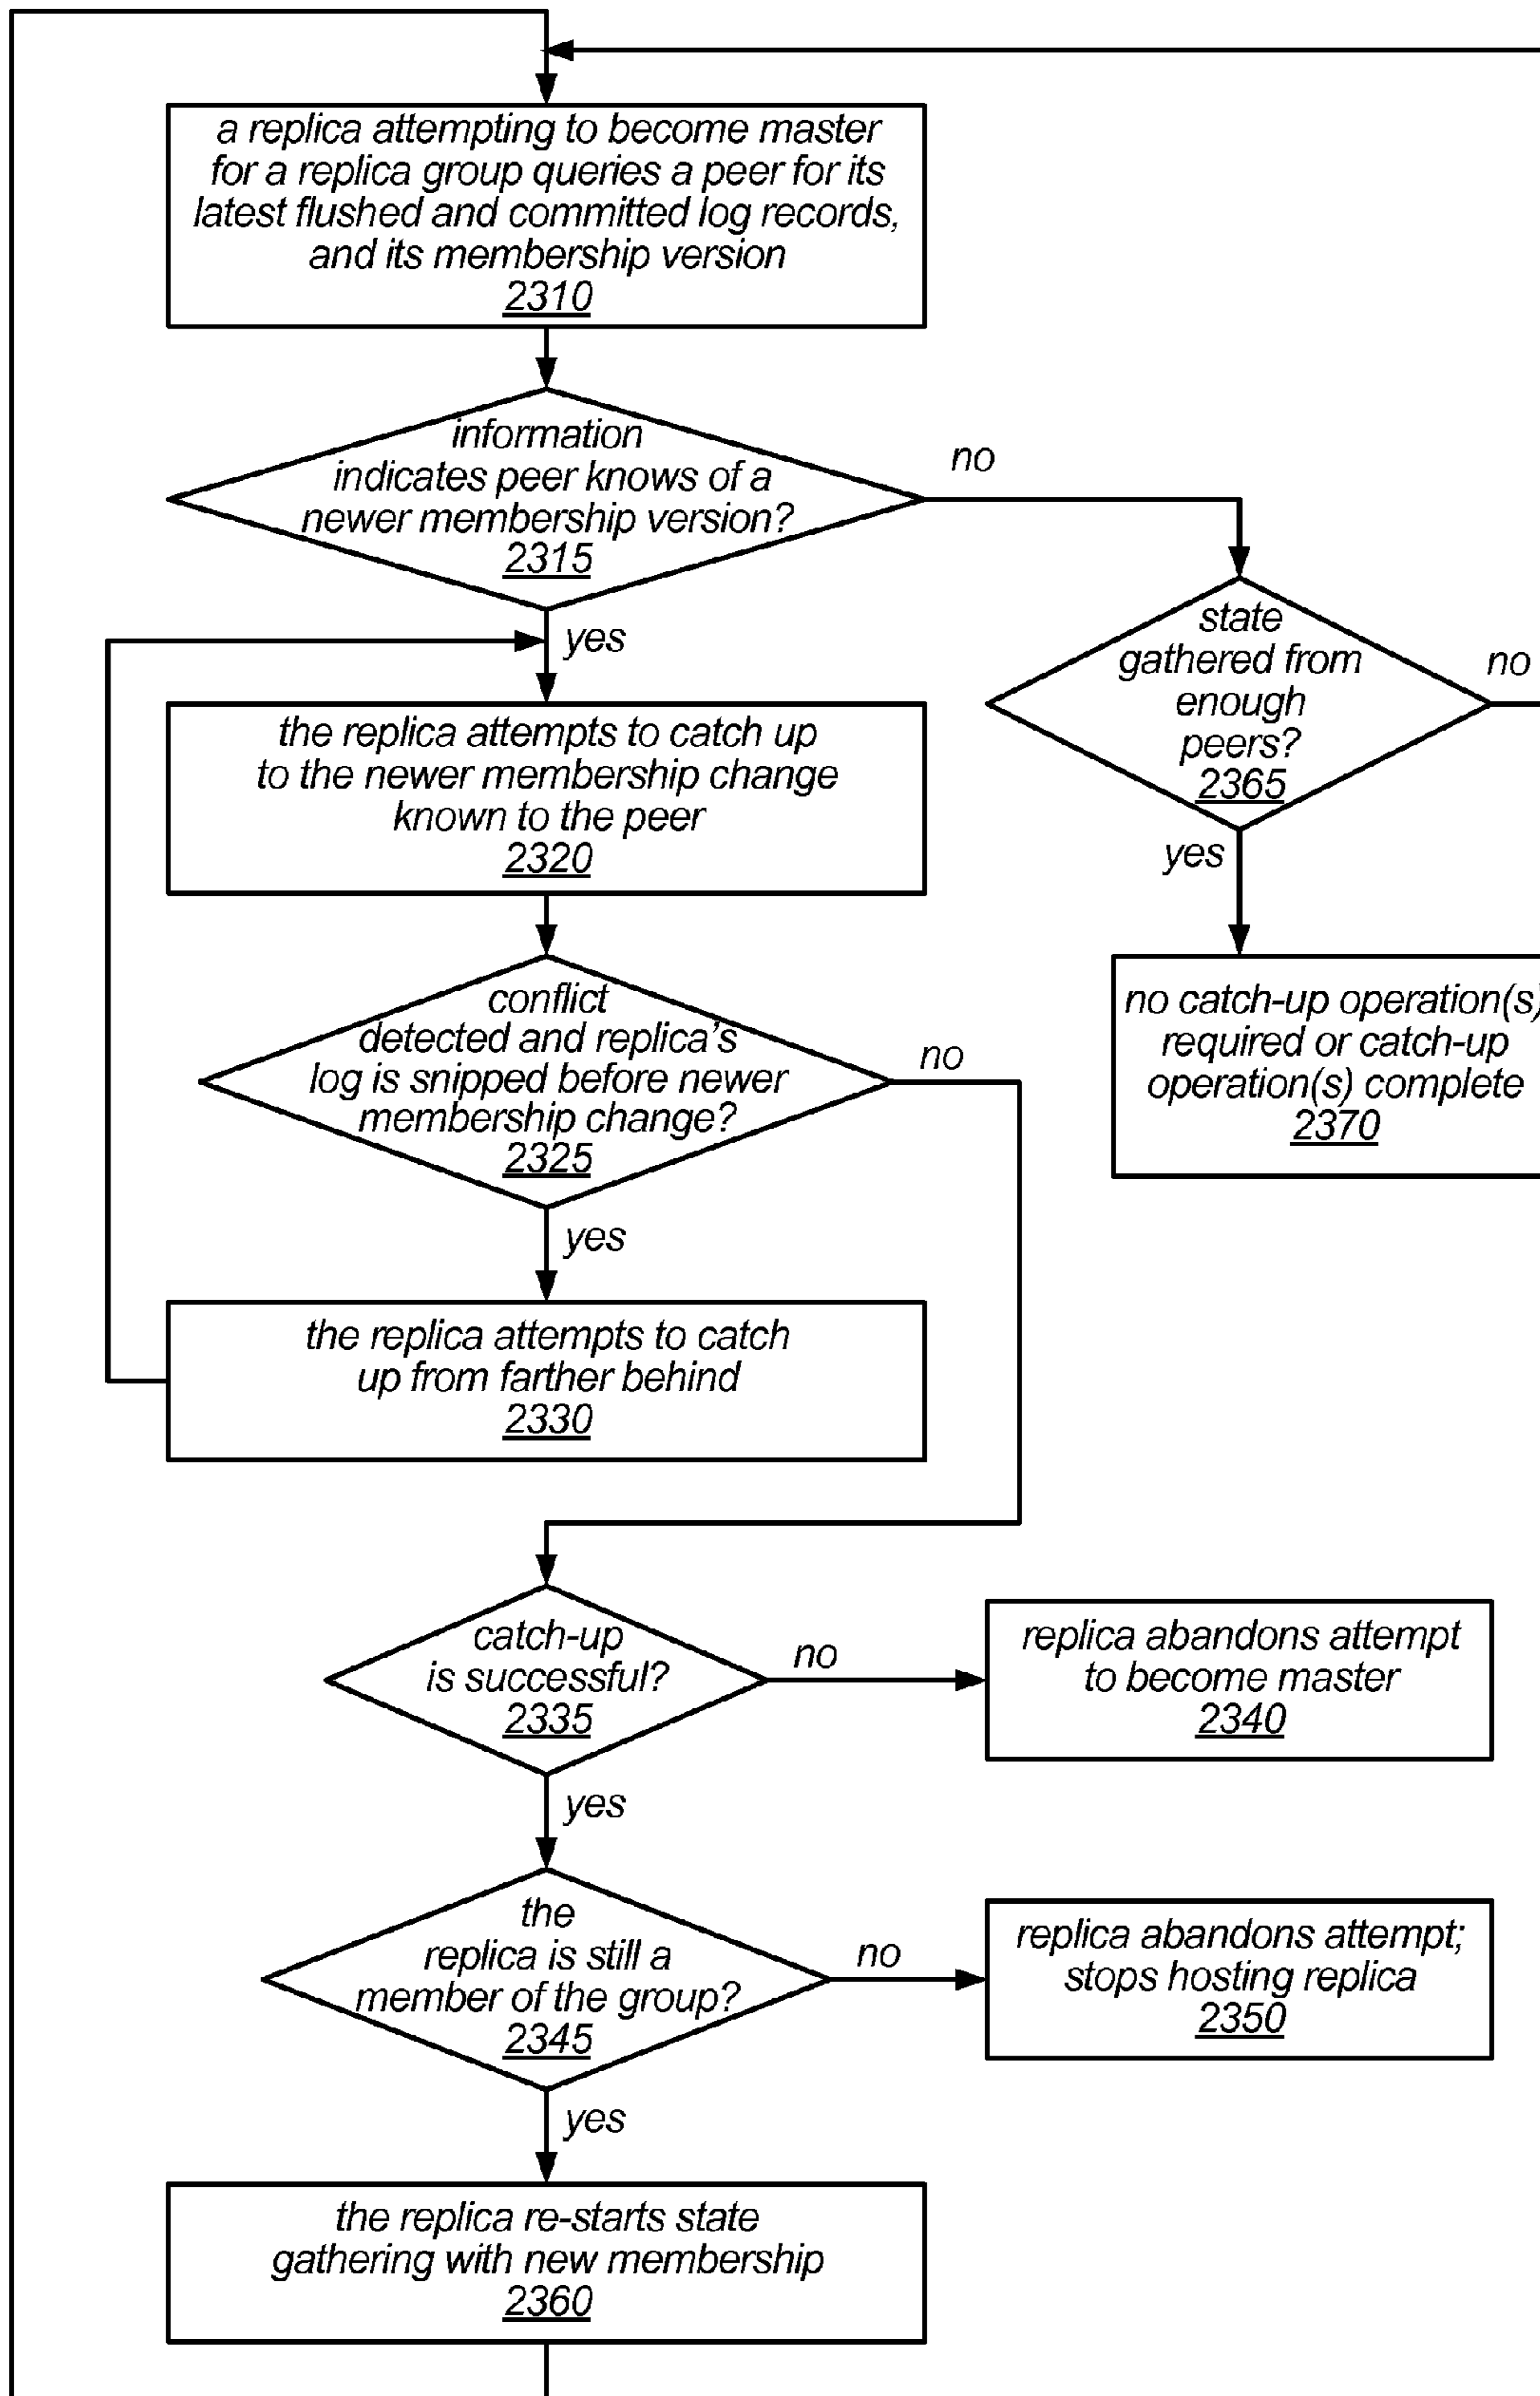 a replica attempting to become master
for a replica group queries a peer for its
latest flushed and committed log records,
and its membership version
2310
information
indicates peer knows of a
newer membership version?
2315
no
yes
state
gathered from
enough
peers?
2365
no
yes
the replica attempts to catch up
to the newer membership change
known to the peer
2320
conflict
detected and replica's
log is snipped before newer
membership change?
2325
no
yes
no catch-up operation(s)
required or catch-up
operation(s) complete
2370
the replica attempts to catch
up from farther behind
2330
catch-up
is successful?
2335
no
yes
replica abandons attempt
to become master
2340
the
replica is still a
member of the group?
2345
no
yes
replica abandons attempt;
stops hosting replica
2350
the replica re-starts state
gathering with new membership
2360